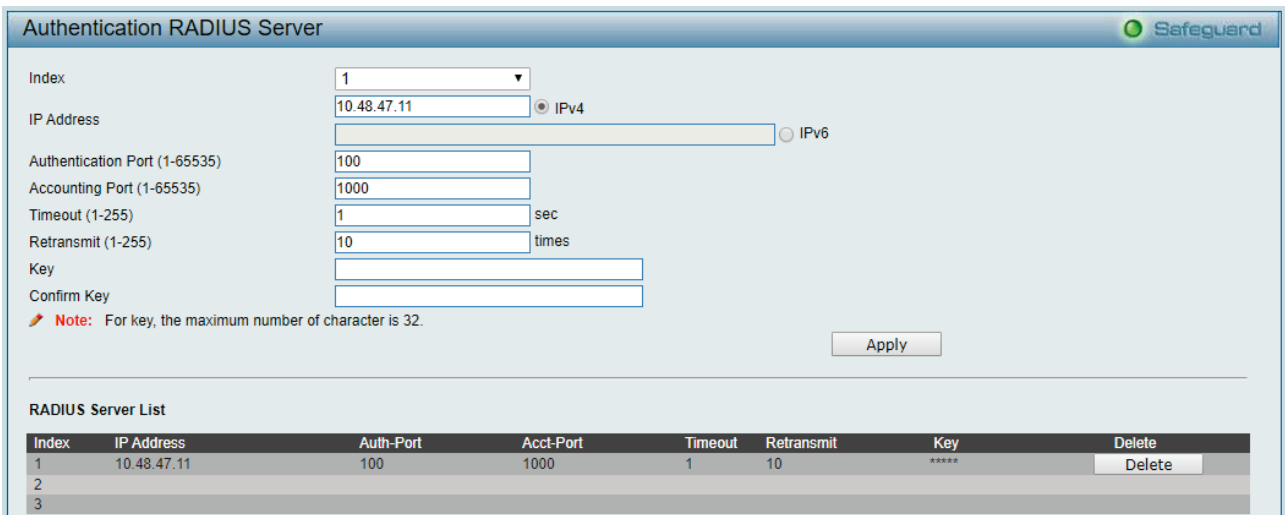 Authentication RADIUS Server Safeguard
Index 1
10.48.47.11 IPv4
IP Address
IPv6
Authentication Port (1-65535) 100
Accounting Port (1-65535) 1000
Timeout (1-255) 1 sec
Retransmit (1-255) 10 times
Key
Confirm Key
Note: For key, the maximum number of character is 32.
Apply
RADIUS Server List
Index IP Address Auth-Port Acct-Port Timeout Retransmit Key Delete
1 10.48.47.11 100 1000 1 10 ***** Delete
2
3